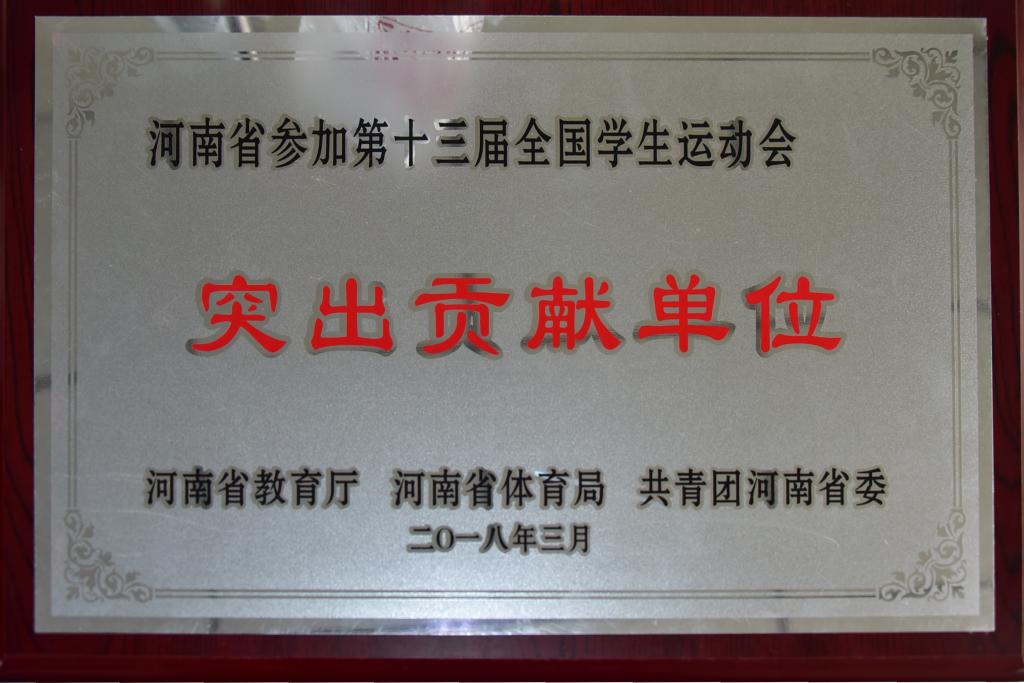 河南省参加第十三届全国学生运动会
突出贡献单位
河南省教育厅 河南省体育局 共青团河南省委
二〇一八年三月